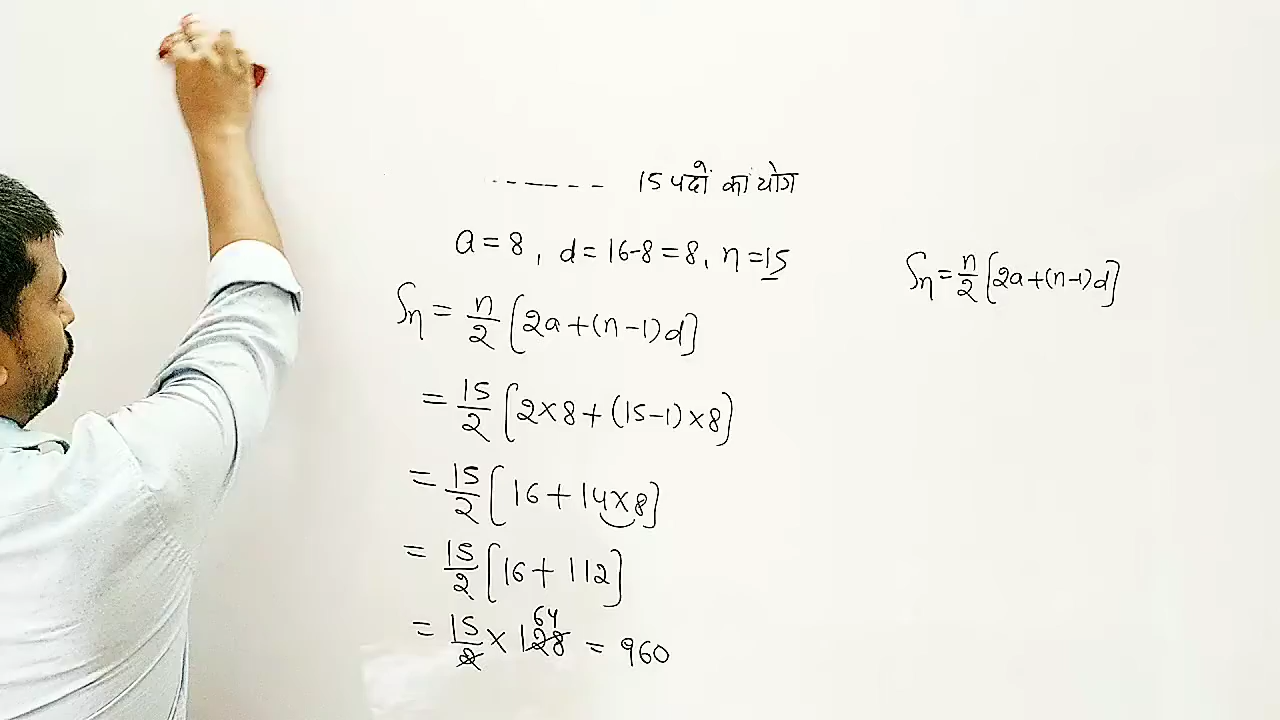 ------ 15 पदों का योग
a = 8, d = 16-8 = 8, n = 15
Sn = n/2 [2a+(n-1)d]
Sn = n/2 [2a+(n-1)d]
= 15/2 [2×8+(15-1)×8]
= 15/2 [16+14×8]
= 15/2 [16+112]
= 15/2 × 128 64 = 960